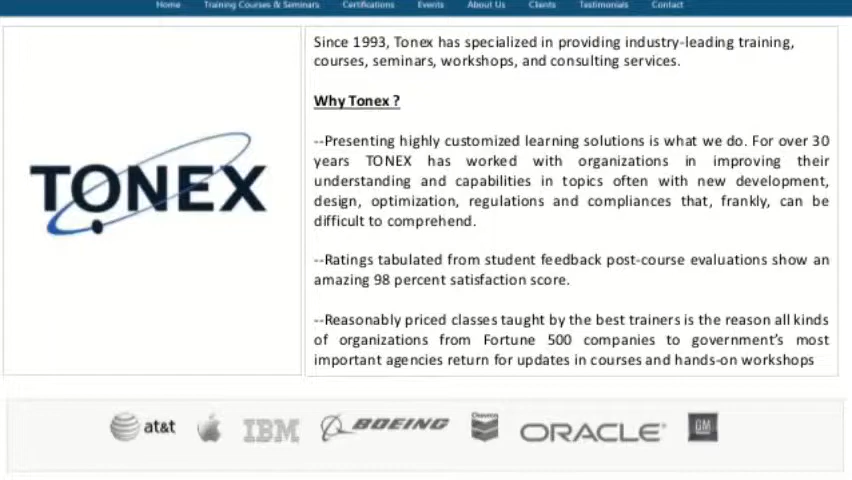 Home Training Courses & Seminars Certifications Events About Us Clients Testimonials Contact
Since 1993, Tonex has specialized in providing industry-leading training,
courses, seminars, workshops, and consulting services.
Why Tonex ?
--Presenting highly customized learning solutions is what we do. For over 30
years TONEX has worked with organizations in improving their
understanding and capabilities in topics often with new development,
design, optimization, regulations and compliances that, frankly, can be
difficult to comprehend.
--Ratings tabulated from student feedback post-course evaluations show an
amazing 98 percent satisfaction score.
--Reasonably priced classes taught by the best trainers is the reason all kinds
of organizations from Fortune 500 companies to government's most
important agencies return for updates in courses and hands-on workshops
TONEX
at&t IBM BOEING Chevron ORACLE GM